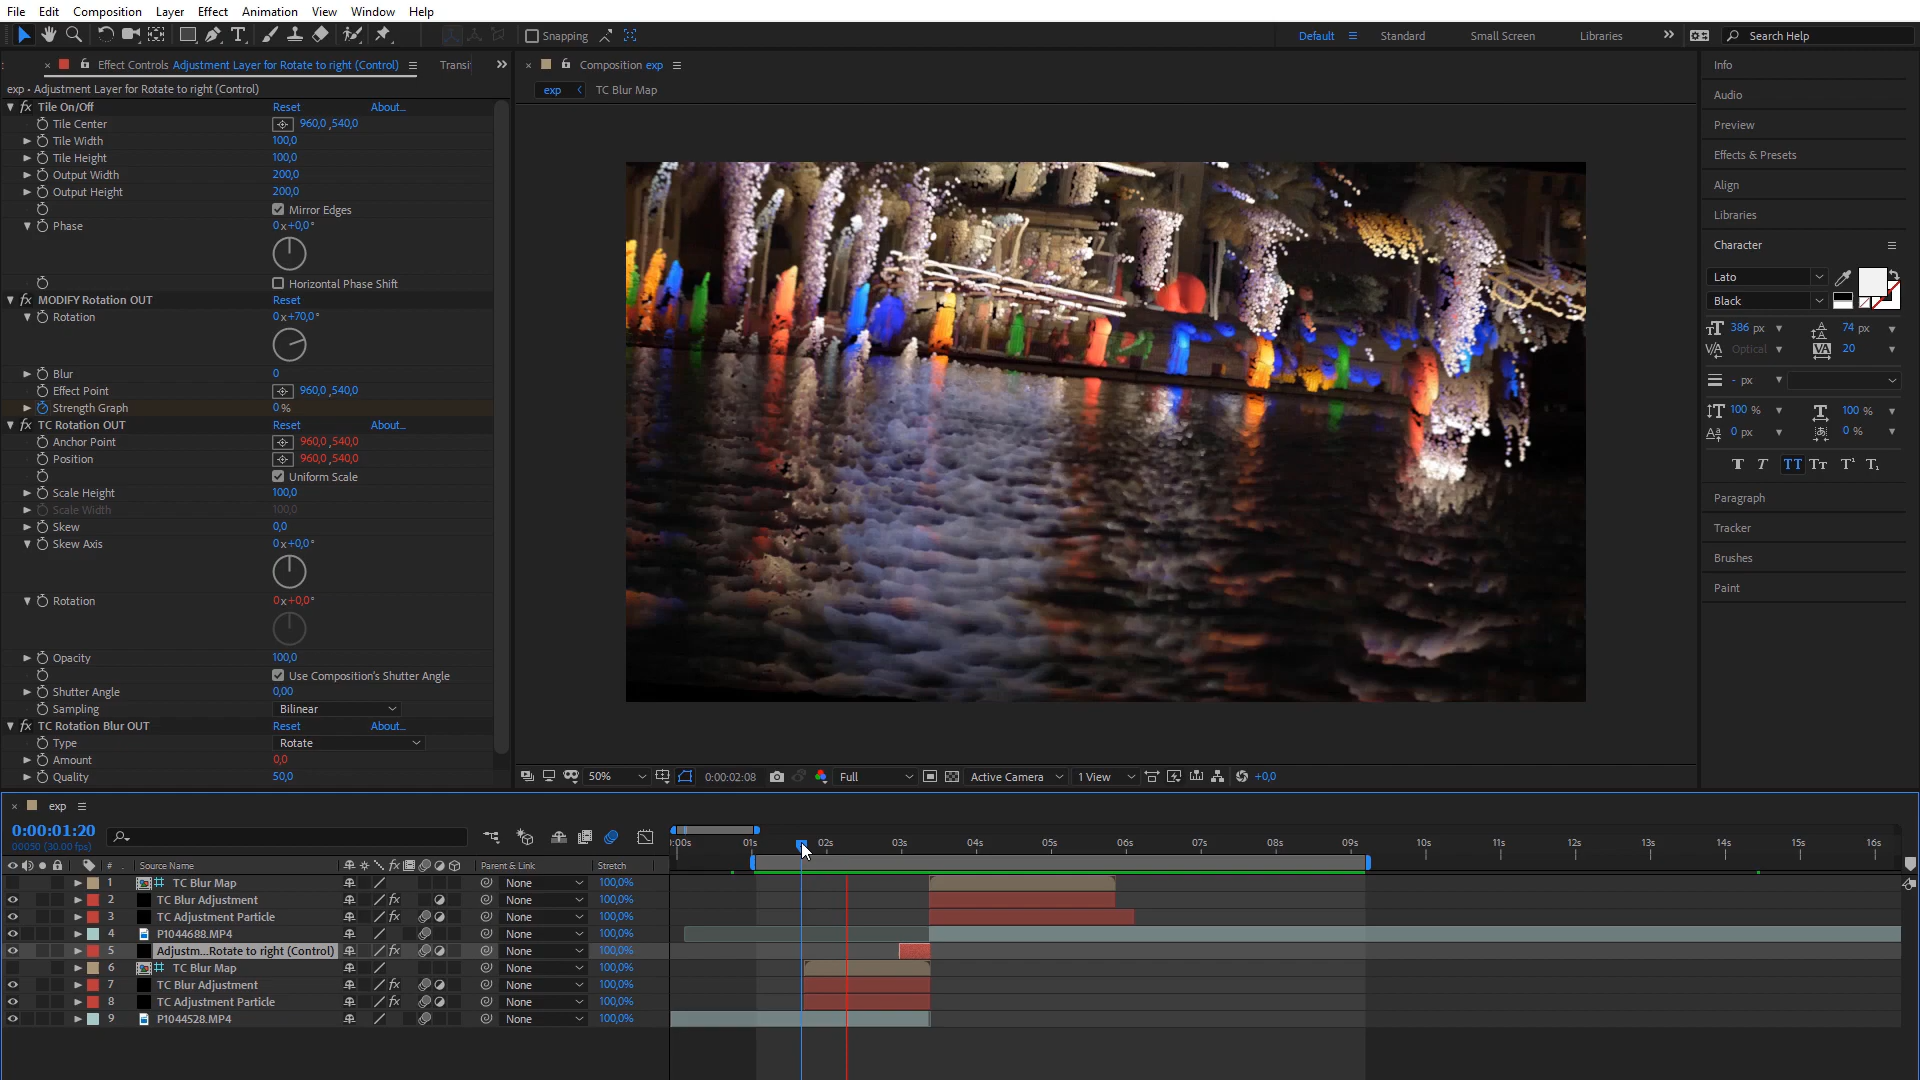 File Edit Composition Layer Effect Animation View Window Help
Snapping Default Standard Small Screen Libraries Search Help
Effect Controls Adjustment Layer for Rotate to right (Control) Transi
exp • Adjustment Layer for Rotate to right (Control)
fx Tile On/Off Reset About...
Tile Center 960,0 ,540,0
Tile Width 100,0
Tile Height 100,0
Output Width 200,0
Output Height 200,0
Mirror Edges
Phase 0 x+0,0°
Horizontal Phase Shift
fx MODIFY Rotation OUT Reset
Rotation 0 x+70,0°
Blur 0
Effect Point 960,0 ,540,0
Strength Graph 0 %
fx TC Rotation OUT Reset About...
Anchor Point 960,0 ,540,0
Position 960,0 ,540,0
Uniform Scale
Scale Height 100,0
Scale Width 100,0
Skew 0,0
Skew Axis 0 x+0,0°
Rotation 0 x+0,0°
Opacity 100,0
Use Composition's Shutter Angle
Shutter Angle 0,00
Sampling Bilinear
fx TC Rotation Blur OUT Reset About...
Type Rotate
Amount 0,0
Quality 50,0
Composition exp
exp TC Blur Map
50% 0:00:02:08 Full Active Camera 1 View +0,0
Info
Audio
Preview
Effects & Presets
Align
Libraries
Character
Lato
Black
386 px 74 px
Optical 20
- px
100 % 100 %
0 px 0 %
T T TT Tт T¹ T₁
Paragraph
Tracker
Brushes
Paint
exp
0:00:01:20
00050 (30.00 fps)
# Source Name fx Parent & Link Stretch
:00s 01s 02s 03s 04s 05s 06s 07s 08s 09s 10s 11s 12s 13s 14s 15s 16s
1 TC Blur Map None 100,0%
2 TC Blur Adjustment fx None 100,0%
3 TC Adjustment Particle fx None 100,0%
4 P1044688.MP4 None 100,0%
5 Adjustm...Rotate to right (Control) fx None 100,0%
6 TC Blur Map None 100,0%
7 TC Blur Adjustment fx None 100,0%
8 TC Adjustment Particle fx None 100,0%
9 P1044528.MP4 None 100,0%